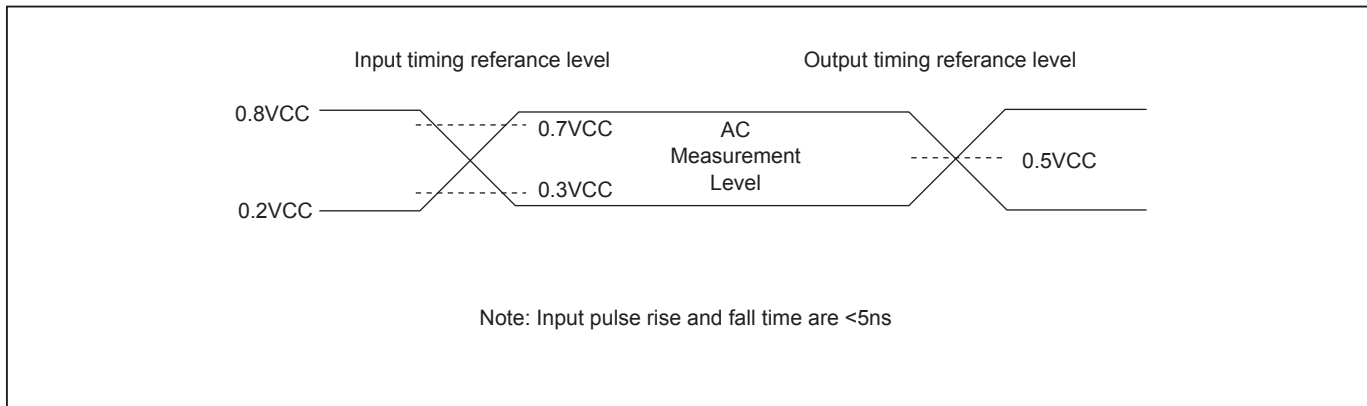 Input timing referance level
Output timing referance level
0.8VCC
0.7VCC
AC
Measurement
Level
0.5VCC
0.3VCC
0.2VCC
Note: Input pulse rise and fall time are <5ns